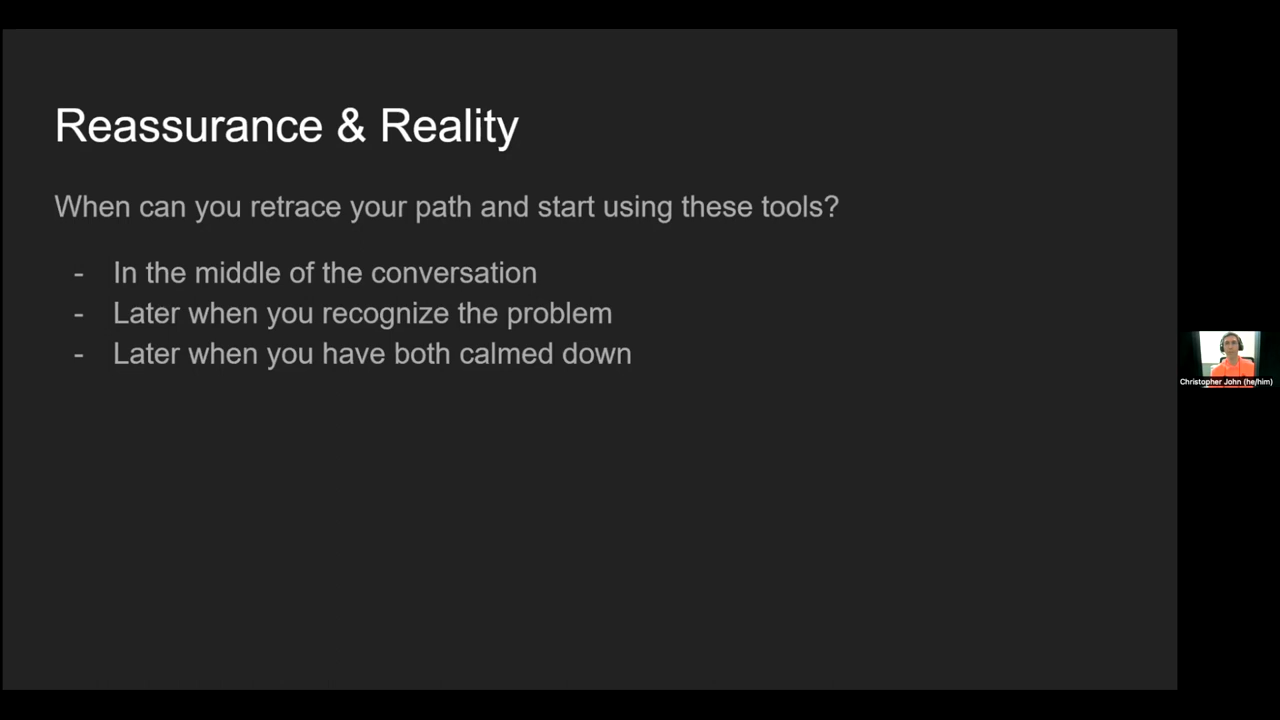 Reassurance & Reality
When can you retrace your path and start using these tools?
- In the middle of the conversation
- Later when you recognize the problem
- Later when you have both calmed down
Christopher John (he/him)